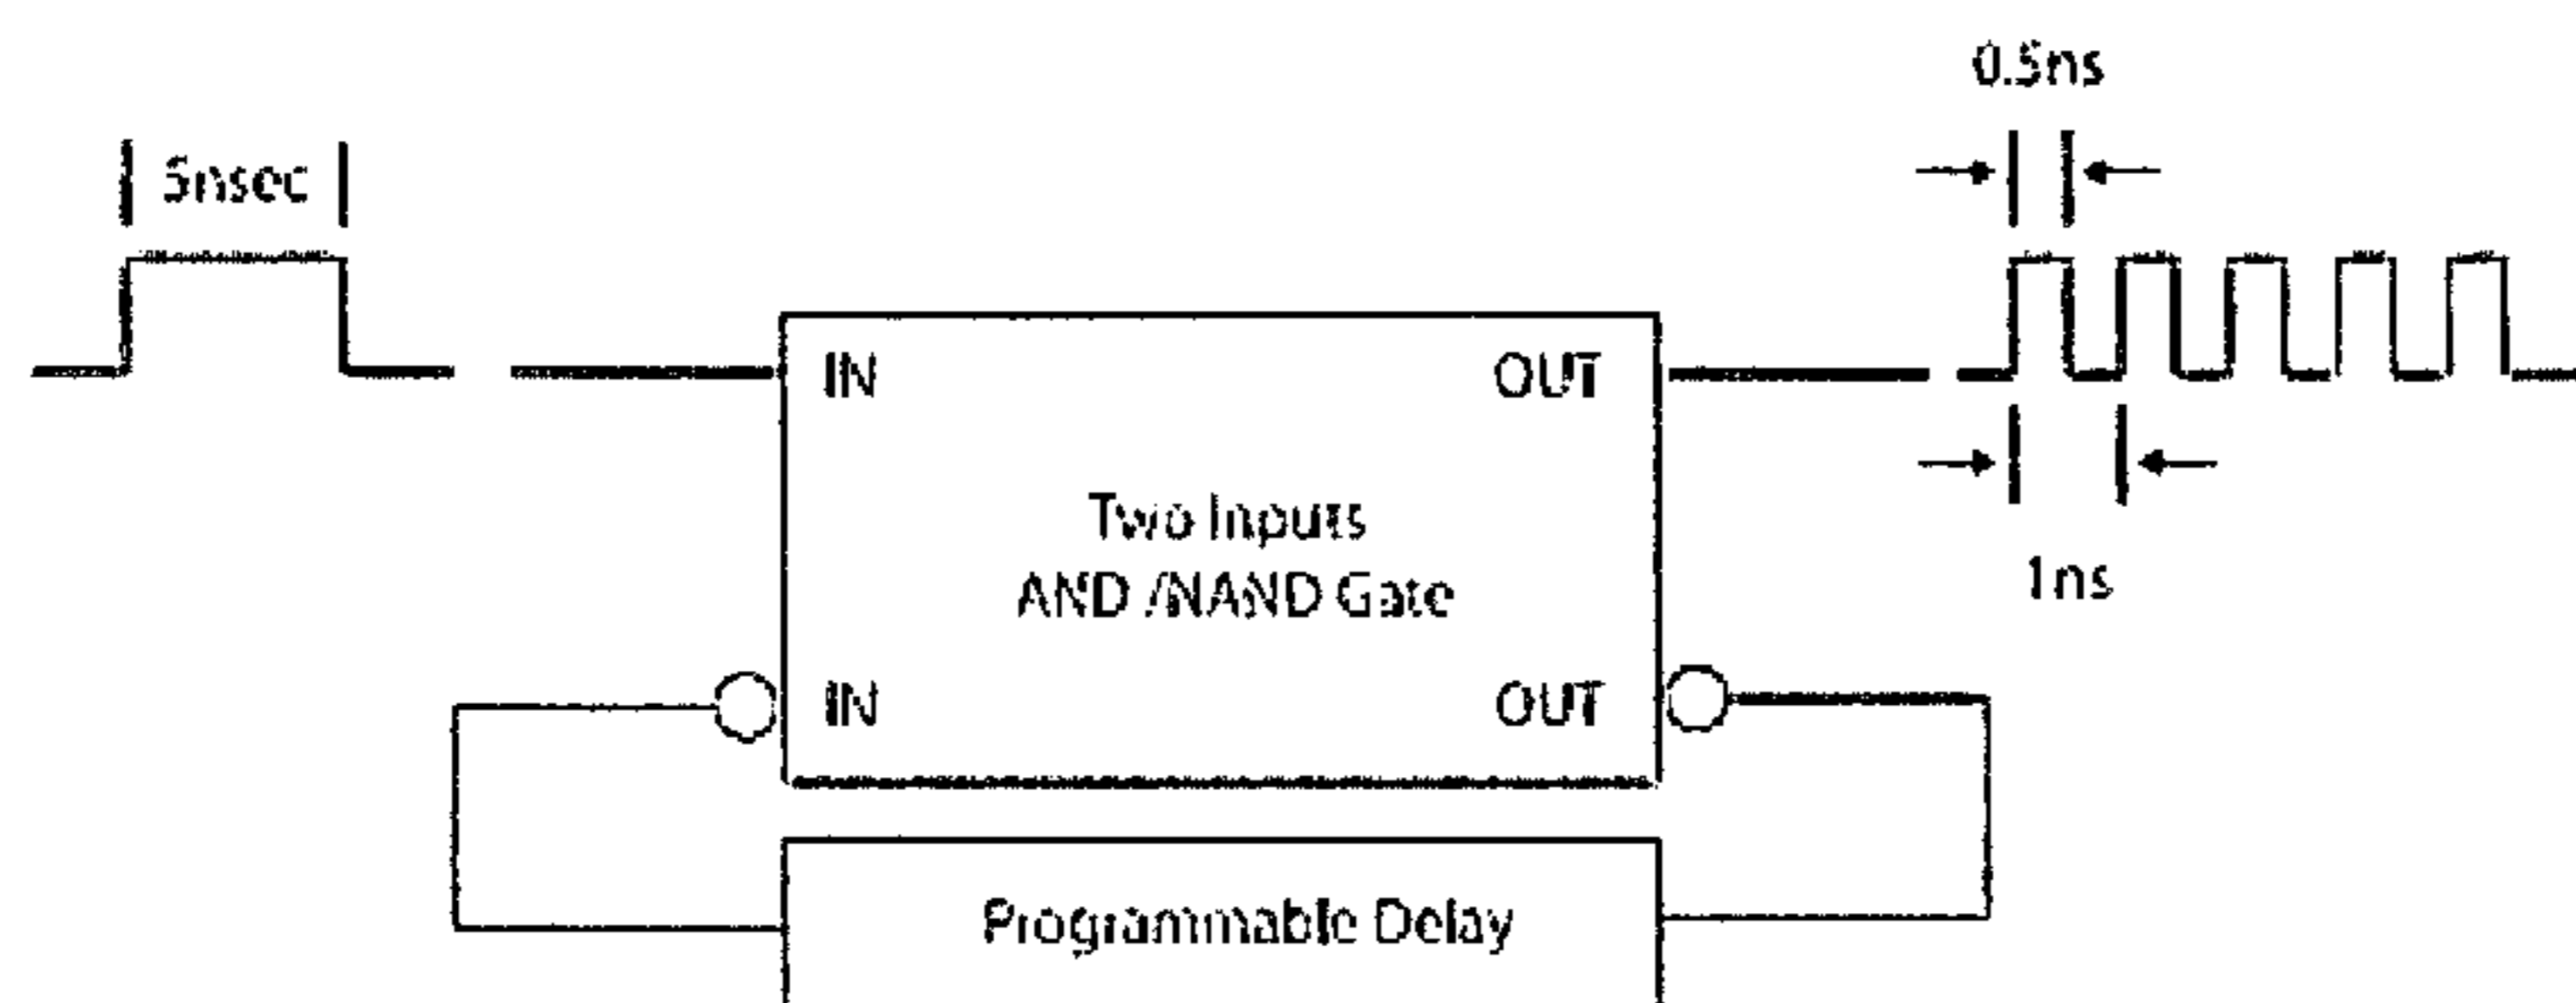 0.5ns
5nsec
IN
OUT
Two Inputs
AND /NAND Gate
1ns
IN
OUT
Programmable Delay